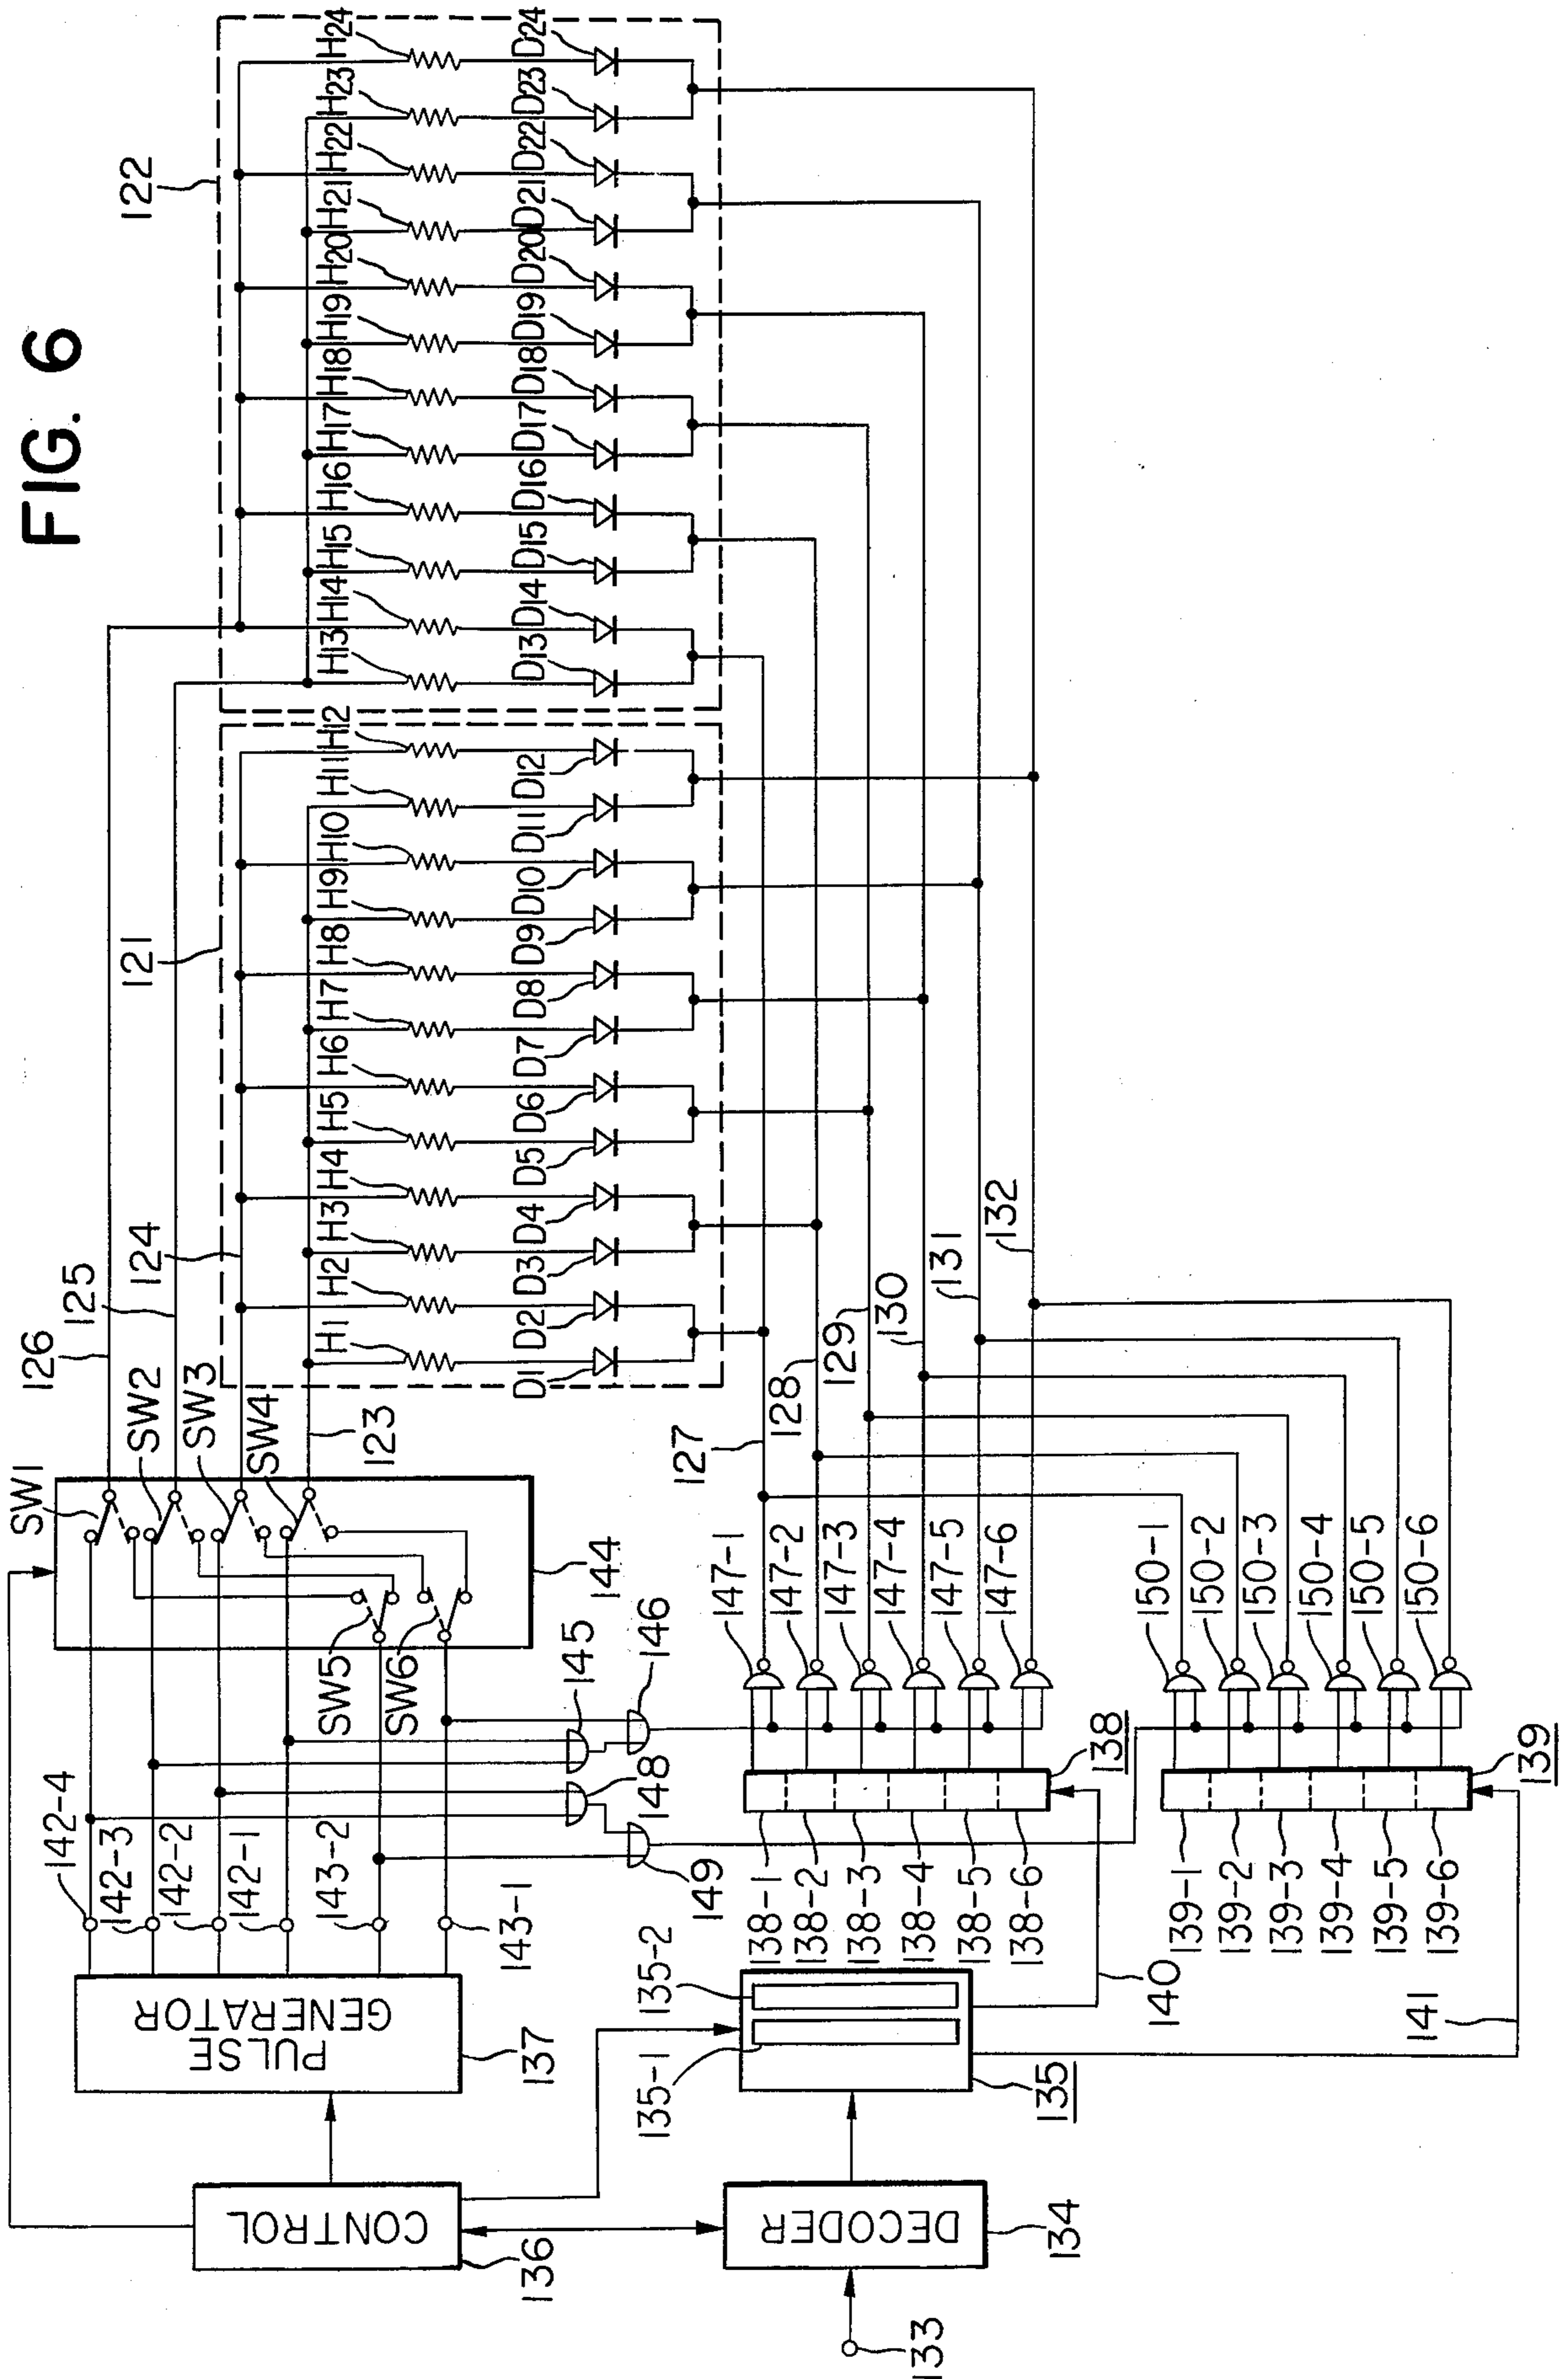 FIG. 6
126
125
124
121
122
SW1
SW2
SW3
SW4
123
H1
H2
H3
H4
H5
H6
H7
H8
H9
H10
H11
H12
H13
H14
H15
H16
H17
H18
H19
H20
H21
H22
H23
H24
D1
D2
D3
D4
D5
D6
D7
D8
D9
D10
D11
D12
D13
D14
D15
D16
D17
D18
D19
D20
D21
D22
D23
D24
144
SW5
SW6
145
146
148
149
142-4
142-3
142-2
142-1
143-2
143-1
PULSE
GENERATOR
137
CONTROL
136
DECODER
134
133
135-2
135-1
135
140
141
127
128
129
130
131
132
147-1
147-2
147-3
147-4
147-5
147-6
138
138-1
138-2
138-3
138-4
138-5
138-6
150-1
150-2
150-3
150-4
150-5
150-6
139
139-1
139-2
139-3
139-4
139-5
139-6